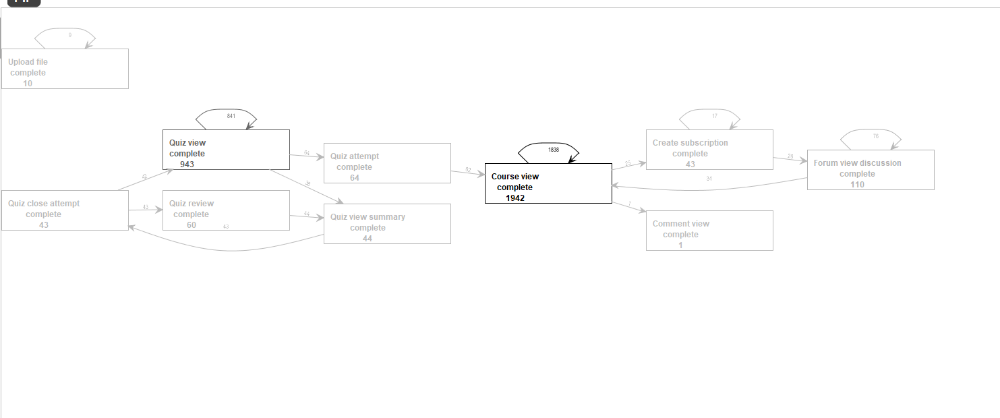 9
Upload file
complete
10
841
Quiz view
complete
943
64
Quiz attempt
complete
64
52
1838
Course view
complete
1942
25
17
Create subscription
complete
43
28
76
Forum view discussion
complete
110
34
1
Comment view
complete
1
42
Quiz close attempt
complete
43
43
Quiz review
complete
60
43
44
Quiz view summary
complete
44